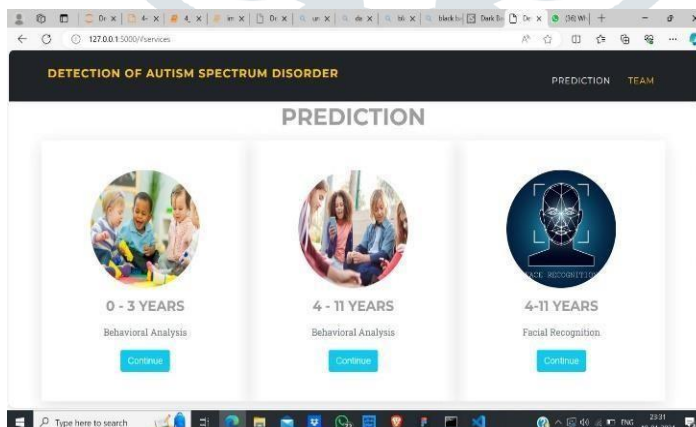 127.0.0.1:5000/#services
DETECTION OF AUTISM SPECTRUM DISORDER
PREDICTION TEAM
PREDICTION
0 - 3 YEARS
Behavioral Analysis
Continue
4 - 11 YEARS
Behavioral Analysis
Continue
FACE RECOGNITION
4-11 YEARS
Facial Recognition
Continue
Type here to search
ENG
23:31